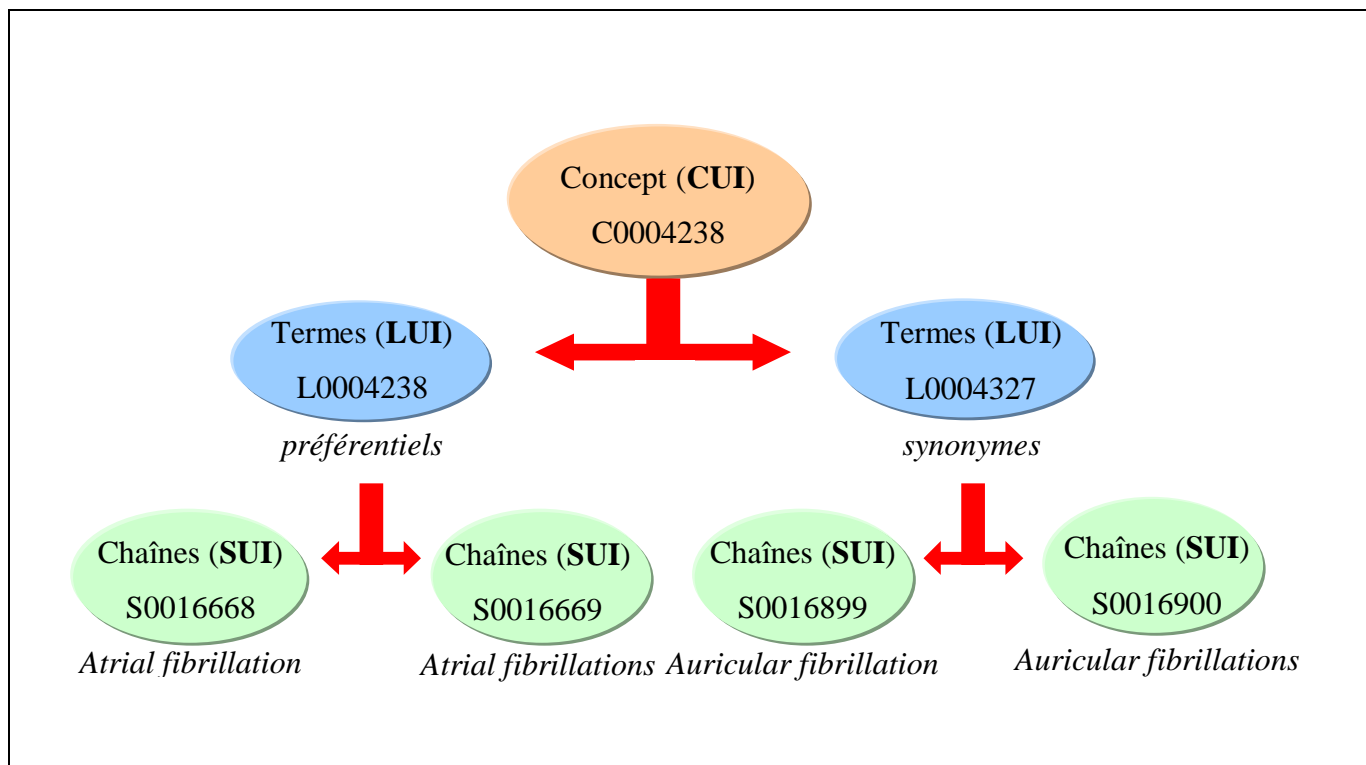 Concept (CUI)
C0004238
Termes (LUI)
L0004238
préférentiels
Termes (LUI)
L0004327
synonymes
Chaînes (SUI)
S0016668
Atrial fibrillation
Chaînes (SUI)
S0016669
Atrial fibrillations
Chaînes (SUI)
S0016899
Auricular fibrillation
Chaînes (SUI)
S0016900
Auricular fibrillations